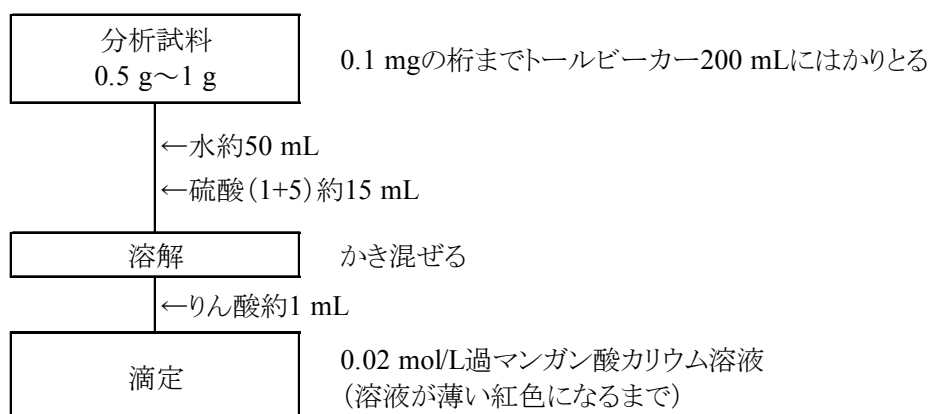 分析試料
0.5 g～1 g
0.1 mgの桁までトールビーカー200 mLにはかりとる
←水約50 mL
←硫酸（1+5）約15 mL
溶解
かき混ぜる
←りん酸約1 mL
滴定
0.02 mol/L過マンガン酸カリウム溶液
（溶液が薄い紅色になるまで）